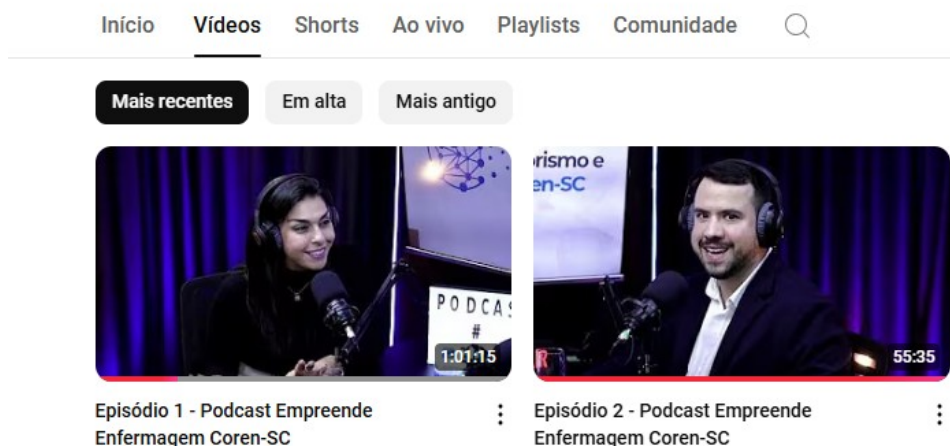 Início Vídeos Shorts Ao vivo Playlists Comunidade
Mais recentes Em alta Mais antigo
PODCAS
#
1:01:15
rismo e
en-SC
R
55:35
Episódio 1 - Podcast Empreende
Enfermagem Coren-SC
Episódio 2 - Podcast Empreende
Enfermagem Coren-SC